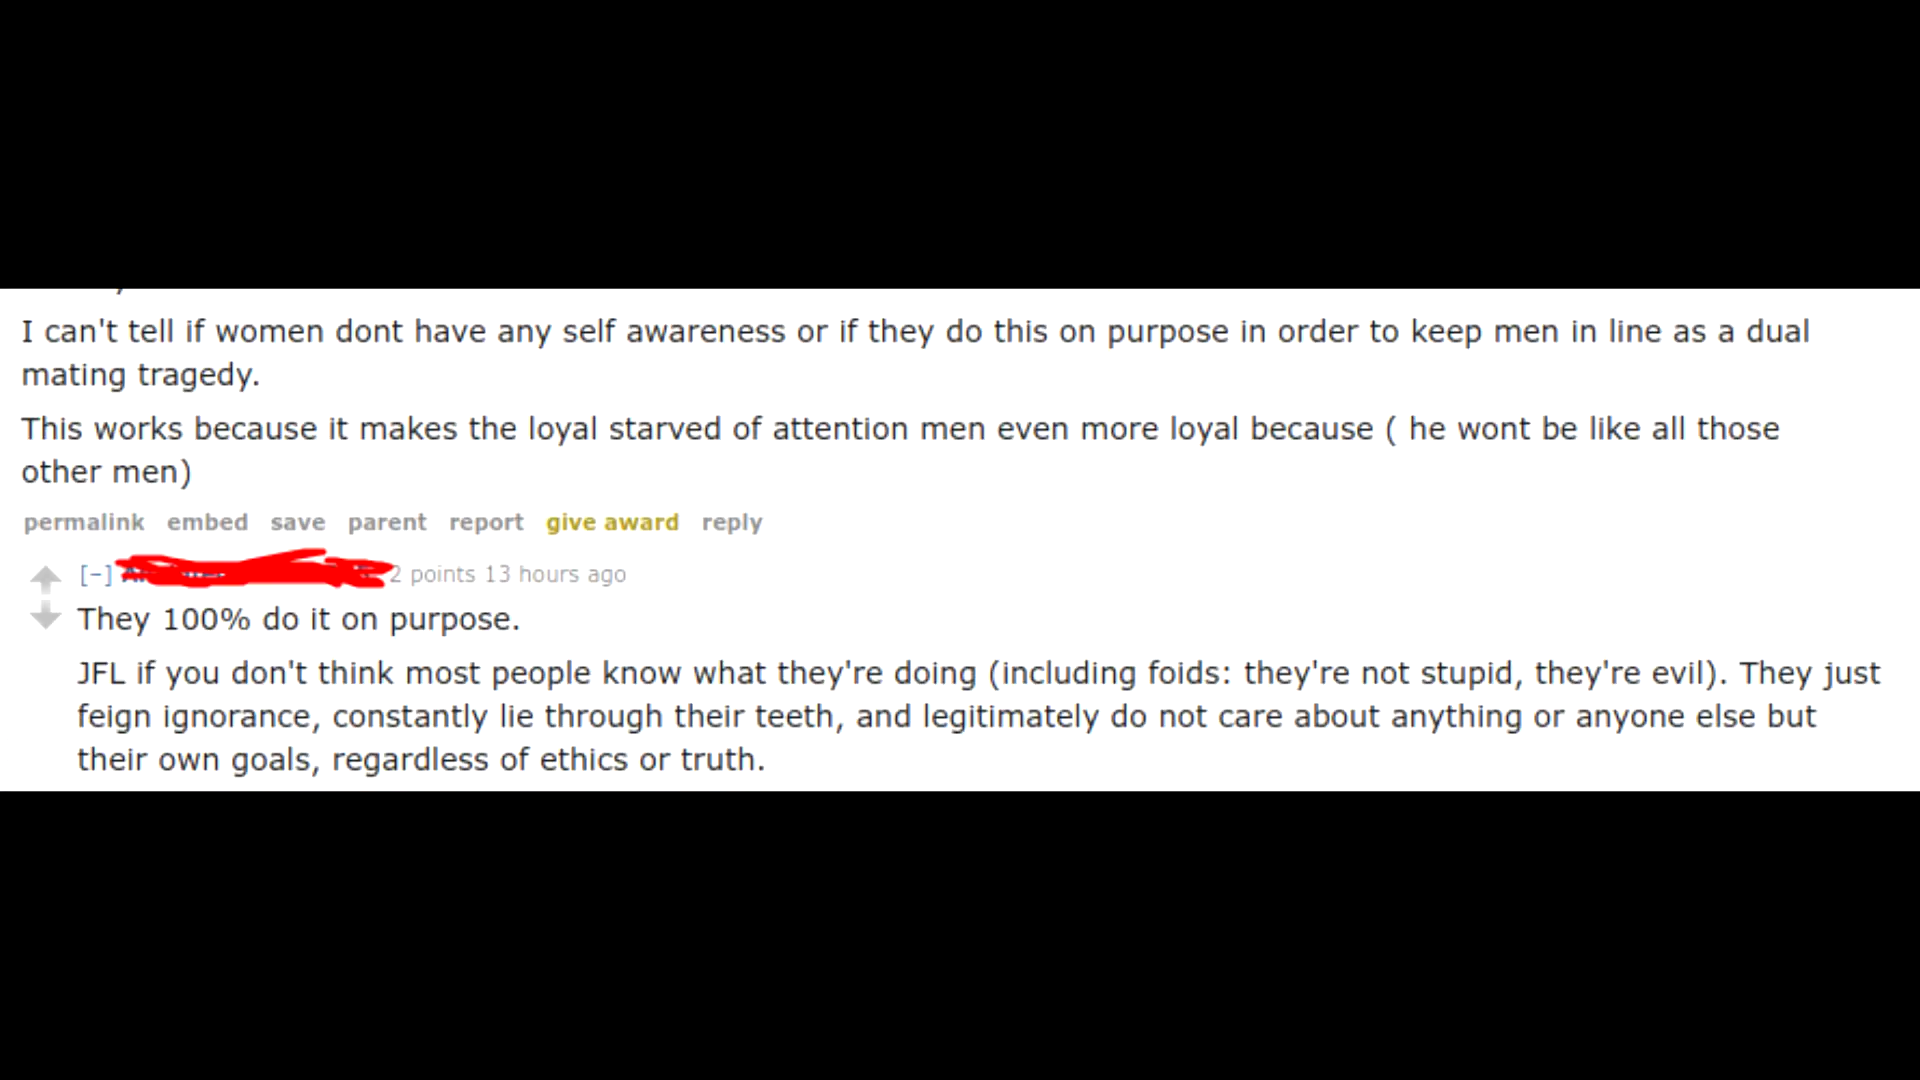 I can't tell if women dont have any self awareness or if they do this on purpose in order to keep men in line as a dual
mating tragedy.
This works because it makes the loyal starved of attention men even more loyal because ( he wont be like all those
other men)
permalink embed save parent report give award reply
[–] 2 points 13 hours ago
They 100% do it on purpose.
JFL if you don't think most people know what they're doing (including foids: they're not stupid, they're evil). They just
feign ignorance, constantly lie through their teeth, and legitimately do not care about anything or anyone else but
their own goals, regardless of ethics or truth.